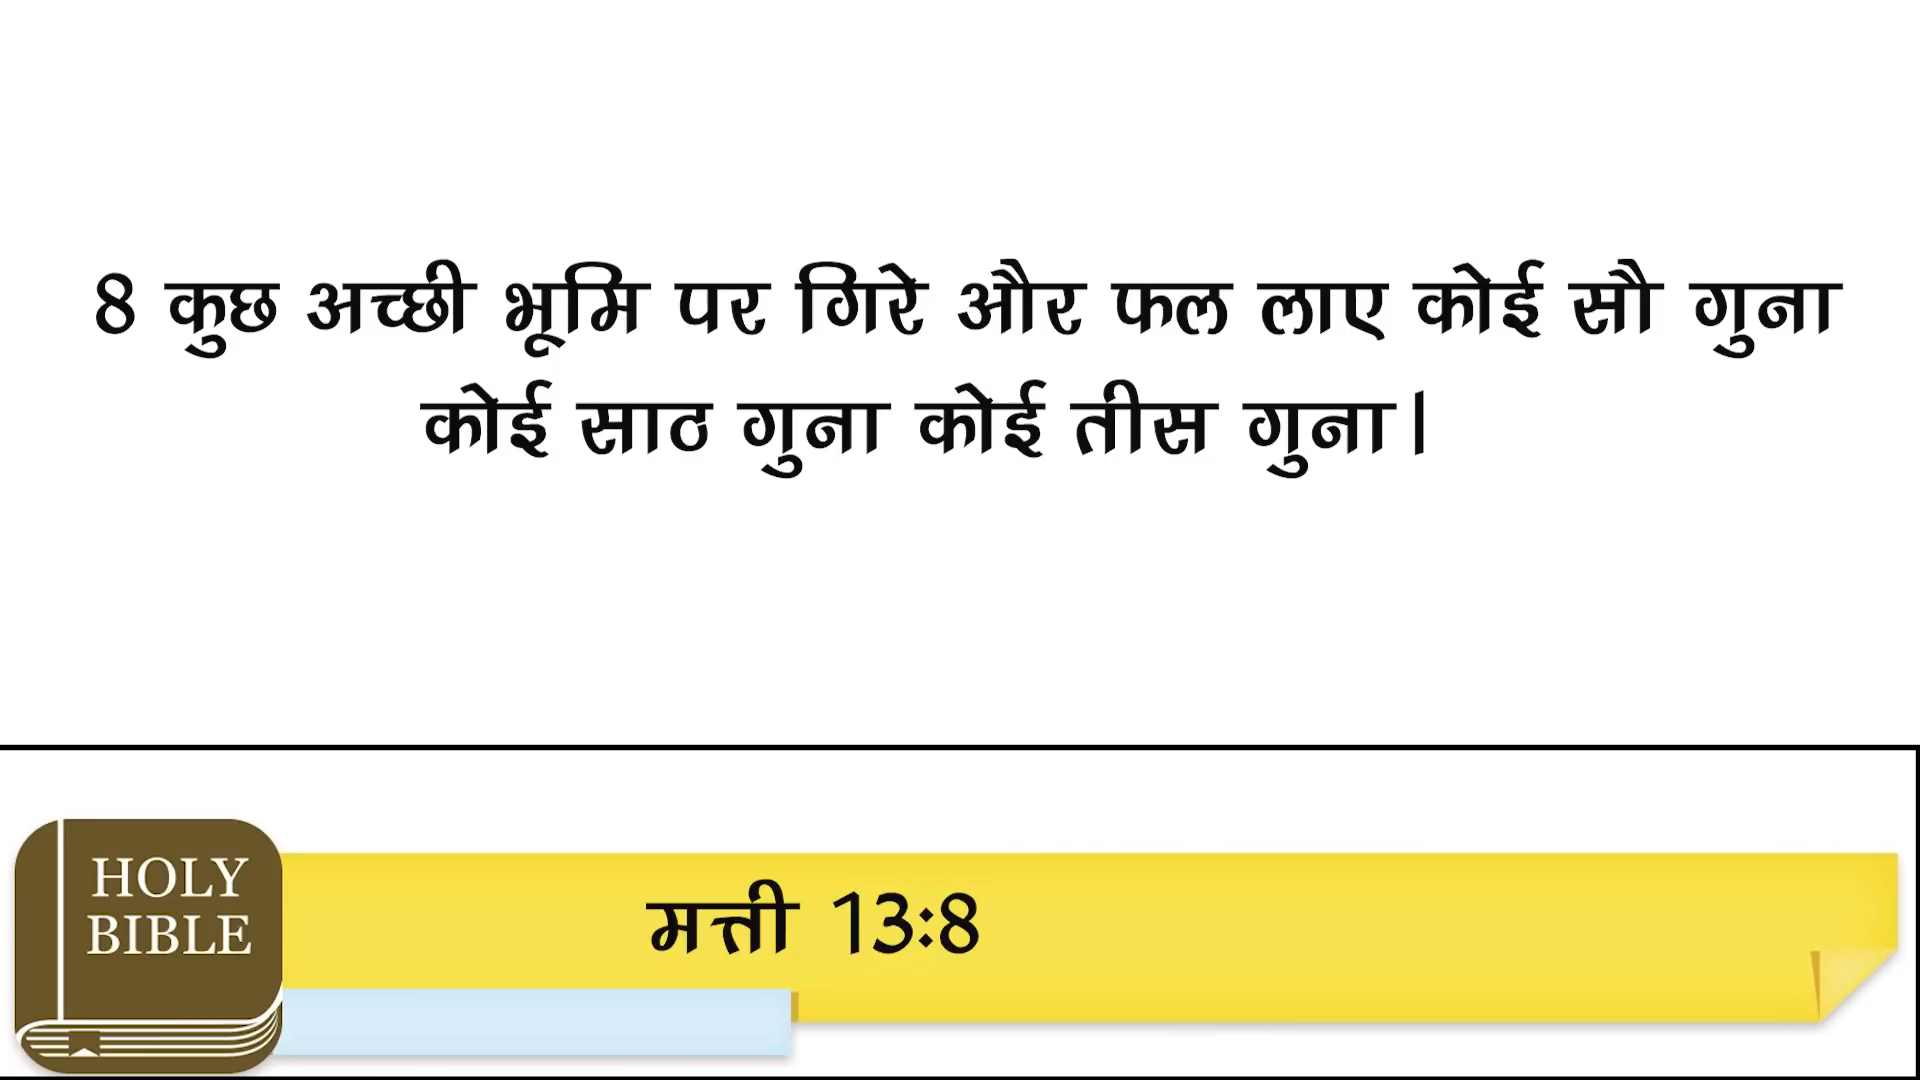 8 कुछ अच्छी भूमि पर गिरे और फल लाए कोई सौ गुना
कोई साठ गुना कोई तीस गुना।
HOLY
BIBLE
मत्ती 13:8